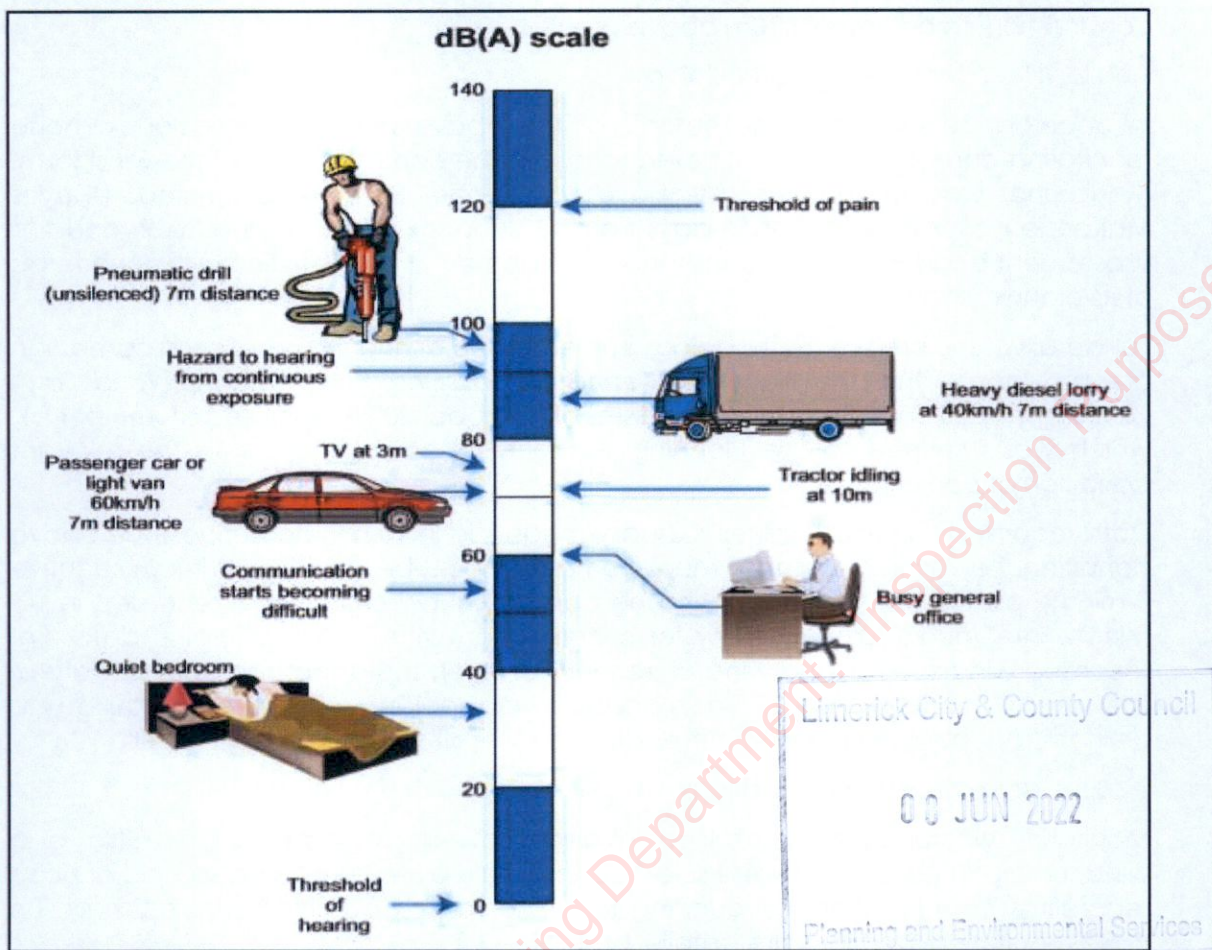 dB(A) scale
140
120
Threshold of pain
Pneumatic drill
(unsilenced) 7m distance
100
Hazard to hearing
from continuous
exposure
Heavy diesel lorry
at 40km/h 7m distance
80
TV at 3m
Passenger car or
light van
60km/h
7m distance
Tractor idling
at 10m
60
Communication
starts becoming
difficult
Busy general
office
40
Quiet bedroom
20
Threshold
of
hearing
0
Limerick City & County Council
JUN 2022
Planning and Environmental Services
Department. Inspection Purpose